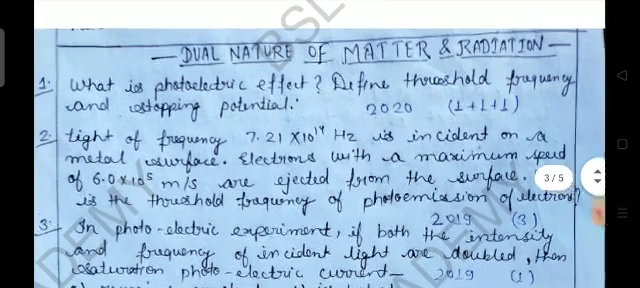 — DUAL NATURE OF MATTER & RADIATION —
1. What is photoelectric effect? Define threshold frequency
and stopping potential. 2020 (1+1+1)
2. Light of frequency 7.21 X10¹⁴ Hz is incident on a
metal surface. Electrons with a maximum speed
of 6.0 x 10⁵ m/s are ejected from the surface.
3/5
is the threshold frequency of photoemission of electrons?
2019 (3)
3. In photo-electric experiment, if both the intensity
and frequency of incident light are doubled, then
saturation photo-electric current— 2019 (1)